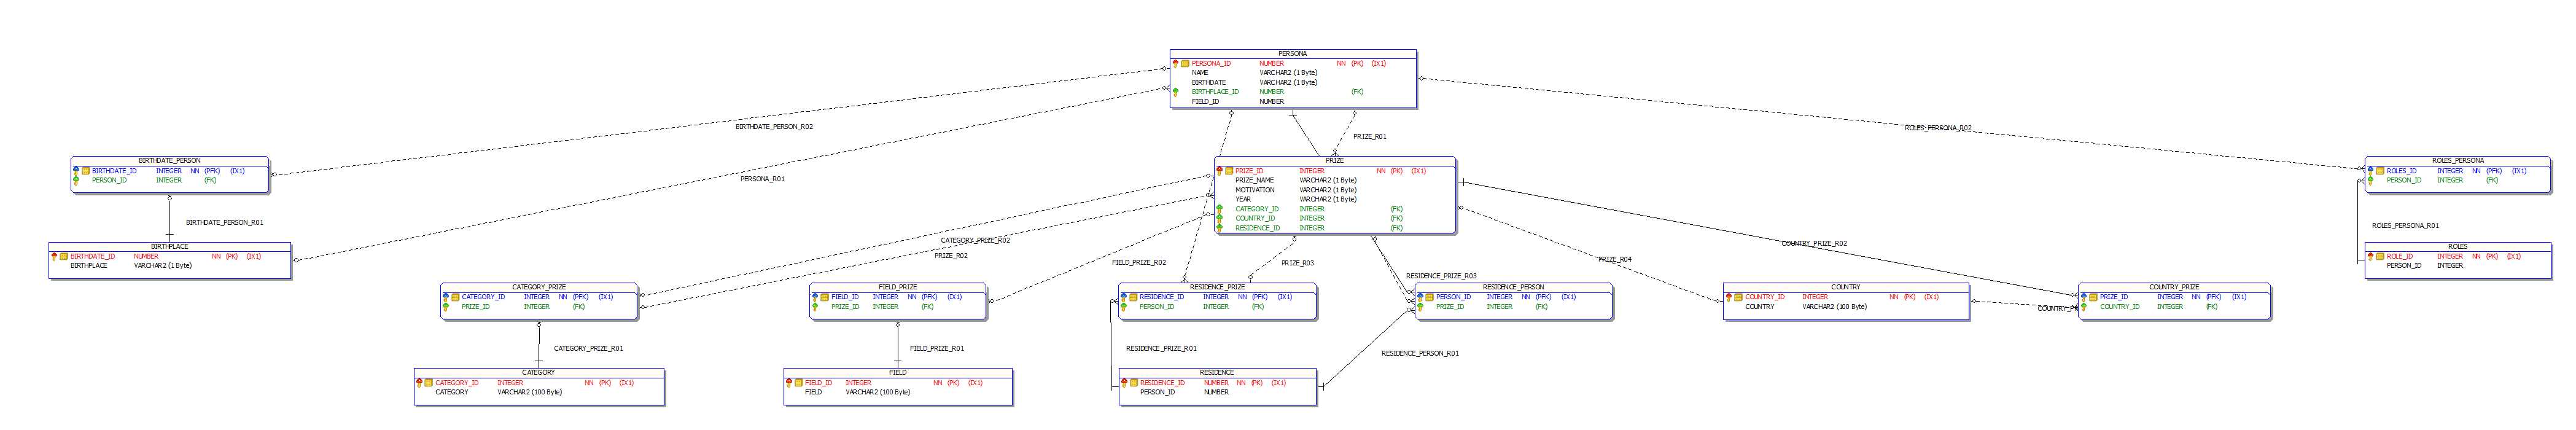 PERSONA
PERSONA_ID NUMBER NN (PK) (IX1)
NAME VARCHAR2 (1 Byte)
BIRTHDATE VARCHAR2 (1 Byte)
BIRTHPLACE_ID NUMBER (FK)
FIELD_ID NUMBER
BIRTHDATE_PERSON_R02
ROLES_PERSONA_R02
PRIZE_R01
BIRTHDATE_PERSON
BIRTHDATE_ID INTEGER NN (PFK) (IX1)
PERSON_ID INTEGER (FK)
PERSONA_R01
PRIZE
PRIZE_ID INTEGER NN (PK) (IX1)
PRIZE_NAME VARCHAR2 (1 Byte)
MOTIVATION VARCHAR2 (1 Byte)
YEAR VARCHAR2 (1 Byte)
CATEGORY_ID INTEGER (FK)
COUNTRY_ID INTEGER (FK)
RESIDENCE_ID INTEGER (FK)
ROLES_PERSONA
ROLES_ID INTEGER NN (PFK) (IX1)
PERSON_ID INTEGER (FK)
BIRTHDATE_PERSON_R01
ROLES_PERSONA_R01
BIRTHPLACE
BIRTHDATE_ID NUMBER NN (PK) (IX1)
BIRTHPLACE VARCHAR2 (1 Byte)
CATEGORY_PRIZE_R02
PRIZE_R02
FIELD_PRIZE_R02
PRIZE_R03
RESIDENCE_PRIZE_R03
PRIZE_R04
COUNTRY_PRIZE_R02
ROLES
ROLE_ID INTEGER NN (PK) (IX1)
PERSON_ID INTEGER
CATEGORY_PRIZE
CATEGORY_ID INTEGER NN (PFK) (IX1)
PRIZE_ID INTEGER (FK)
FIELD_PRIZE
FIELD_ID INTEGER NN (PFK) (IX1)
PRIZE_ID INTEGER (FK)
RESIDENCE_PRIZE
RESIDENCE_ID INTEGER NN (PFK) (IX1)
PERSON_ID INTEGER (FK)
RESIDENCE_PERSON
PERSON_ID INTEGER NN (PFK) (IX1)
PRIZE_ID INTEGER (FK)
COUNTRY
COUNTRY_ID INTEGER NN (PK) (IX1)
COUNTRY VARCHAR2 (100 Byte)
COUNTRY_PRIZE
PRIZE_ID INTEGER NN (PFK) (IX1)
COUNTRY_ID INTEGER (FK)
CATEGORY_PRIZE_R01
FIELD_PRIZE_R01
RESIDENCE_PRIZE_R01
RESIDENCE_PERSON_R01
CATEGORY
CATEGORY_ID INTEGER NN (PK) (IX1)
CATEGORY VARCHAR2 (100 Byte)
FIELD
FIELD_ID INTEGER NN (PK) (IX1)
FIELD VARCHAR2 (100 Byte)
RESIDENCE
RESIDENCE_ID NUMBER NN (PK) (IX1)
PERSON_ID NUMBER